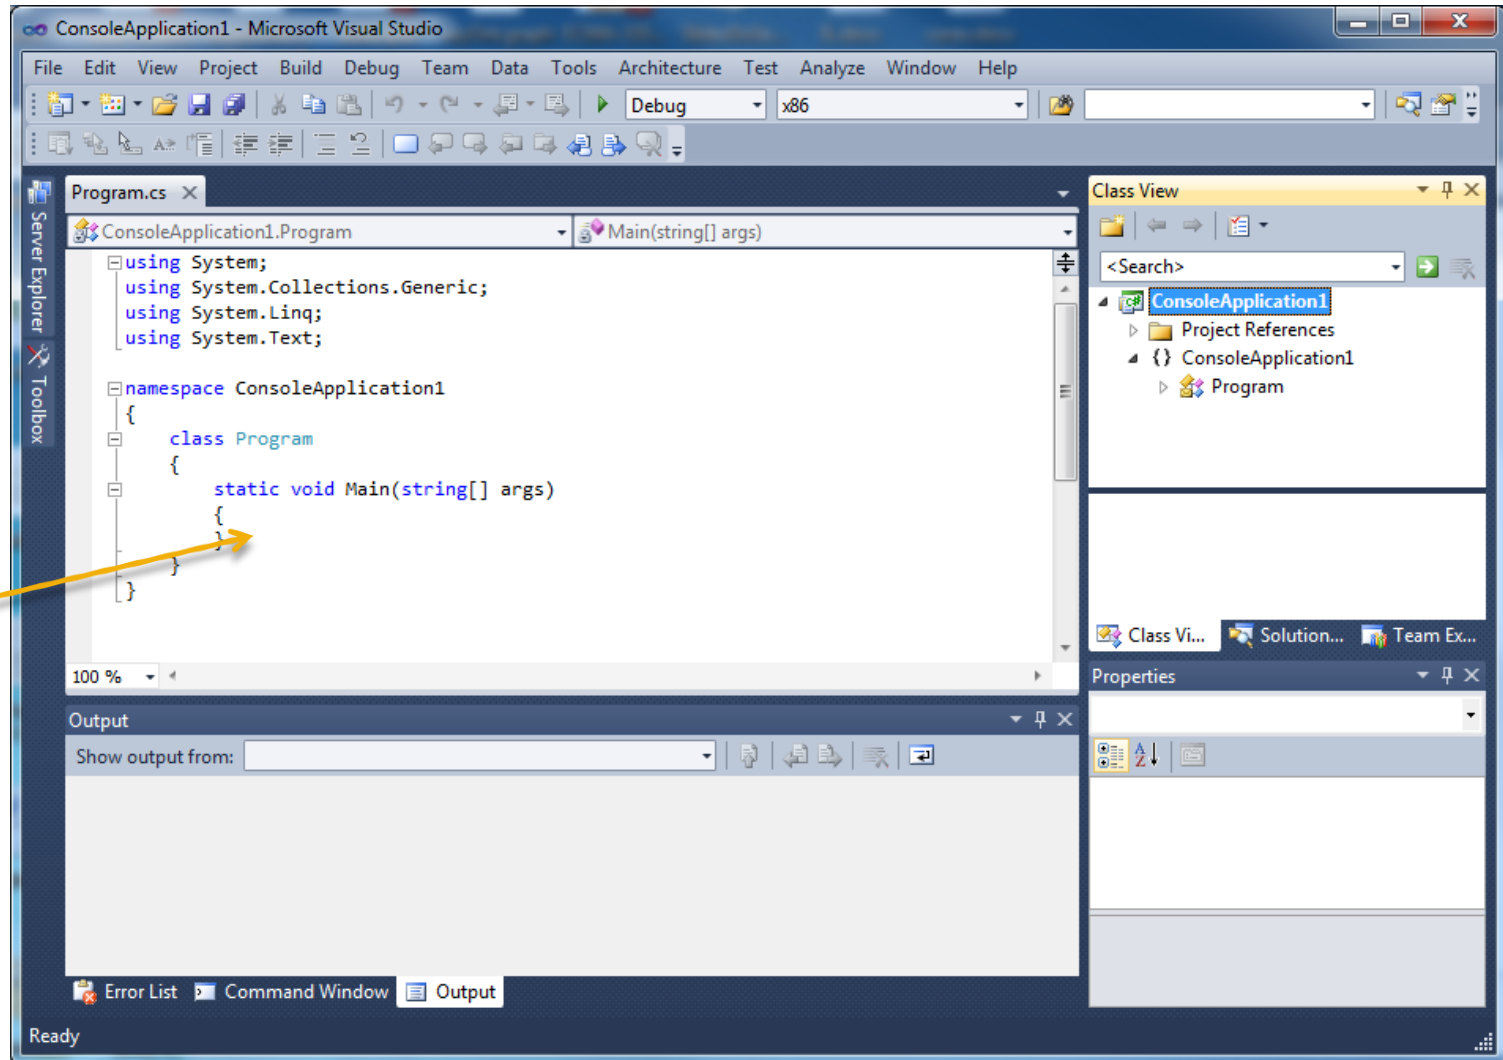 ConsoleApplication1 - Microsoft Visual Studio
File Edit View Project Build Debug Team Data Tools Architecture Test Analyze Window Help
Debug x86
Server Explorer
Toolbox
Program.cs
ConsoleApplication1.Program Main(string[] args)
using System;
using System.Collections.Generic;
using System.Linq;
using System.Text;
namespace ConsoleApplication1
{
class Program
{
static void Main(string[] args)
{
}
}
}
100 %
Class View
<Search>
ConsoleApplication1
Project References
{} ConsoleApplication1
Program
Class Vi... Solution... Team Ex...
Properties
Output
Show output from:
Error List Command Window Output
Ready